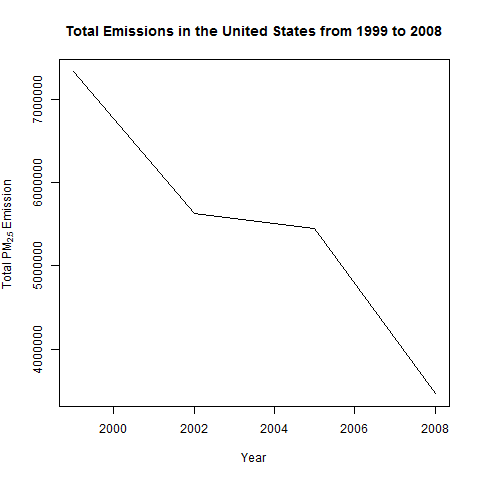 Total Emissions in the United States from 1999 to 2008
Total PM₂.₅ Emission
7000000
6000000
5000000
4000000
2000 2002 2004 2006 2008
Year